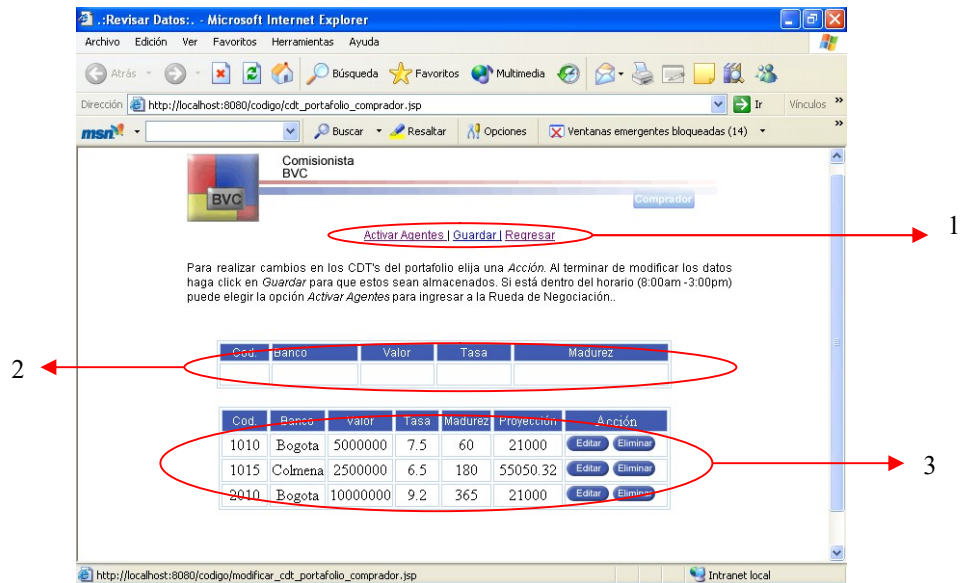 .:Revisar Datos:. - Microsoft Internet Explorer
Archivo Edición Ver Favoritos Herramientas Ayuda
Atrás Búsqueda Favoritos Multimedia
Dirección http://localhost:8080/codigo/cdt_portafolio_comprador.jsp Ir Vínculos »
msn Buscar Resaltar Opciones Ventanas emergentes bloqueadas (14) »
Comisionista
BVC
BVC
Comprador
Activar Agentes | Guardar | Regresar
1
Para realizar cambios en los CDT's del portafolio elija una Acción. Al terminar de modificar los datos
haga click en Guardar para que estos sean almacenados. Si está dentro del horario (8:00am -3:00pm)
puede elegir la opción Activar Agentes para ingresar a la Rueda de Negociación..
Cod. Banco Valor Tasa Madurez
2
Cod. Banco Valor Tasa Madurez Proyección Acción
1010 Bogota 5000000 7.5 60 21000 Editar Eliminar
1015 Colmena 2500000 6.5 180 55050.32 Editar Eliminar
3
2010 Bogota 10000000 9.2 365 21000 Editar Eliminar
http://localhost:8080/codigo/modificar_cdt_portafolio_comprador.jsp Intranet local